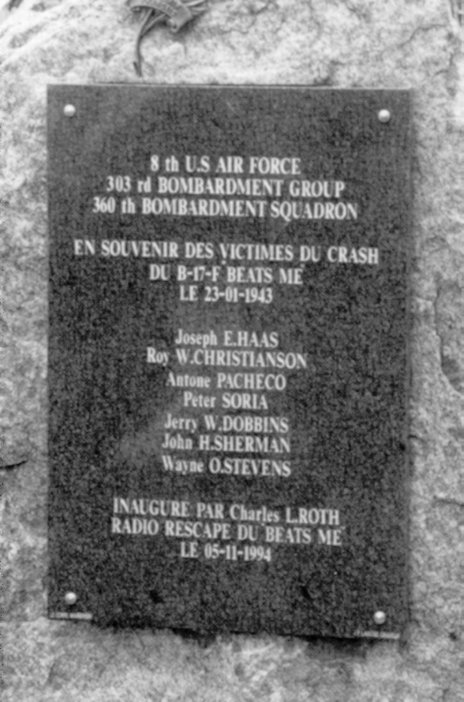 8 th U.S AIR FORCE
303 rd BOMBARDMENT GROUP
360 th BOMBARDMENT SQUADRON
EN SOUVENIR DES VICTIMES DU CRASH
DU B-17-F BEATS ME
LE 23-01-1943
Joseph E.HAAS
Roy W.CHRISTIANSON
Antone PACHECO
Peter SORIA
Jerry W.DOBBINS
John H.SHERMAN
Wayne O.STEVENS
INAUGURE PAR Charles L.ROTH
RADIO RESCAPE DU BEATS ME
LE 05-11-1994